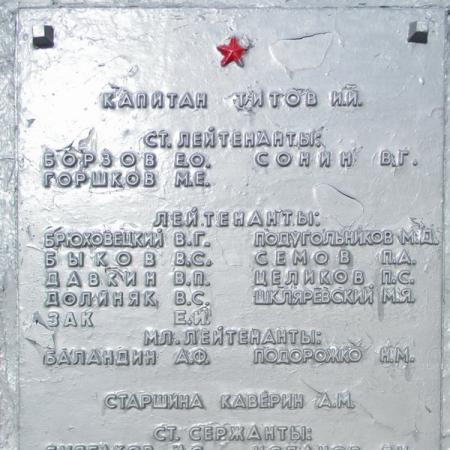 КАПИТАН ТИТОВ И.И.
СТ. ЛЕЙТЕНАНТЫ:
БОРЗОВ Е.О. СОНИН В.Г.
ГОРШКОВ М.Е.
ЛЕЙТЕНАНТЫ:
БРЮХОВЕЦКИЙ В.Г. ПОДУГОЛЬНИКОВ М.Д.
БЫКОВ В.С. СЕМОВ П.А.
ДАВКИН В.П. ЦЕЛИКОВ П.С.
ДОЛИНЯК В.С. ШКЛЯРЕВСКИЙ М.Я.
ЗАК Е.И.
МЛ. ЛЕЙТЕНАНТЫ:
БАЛАНДИН А.Ф. ПОДОРОЖКО Н.М.
СТАРШИНА КАВЕРИН А.М.
СТ. СЕРЖАНТЫ: